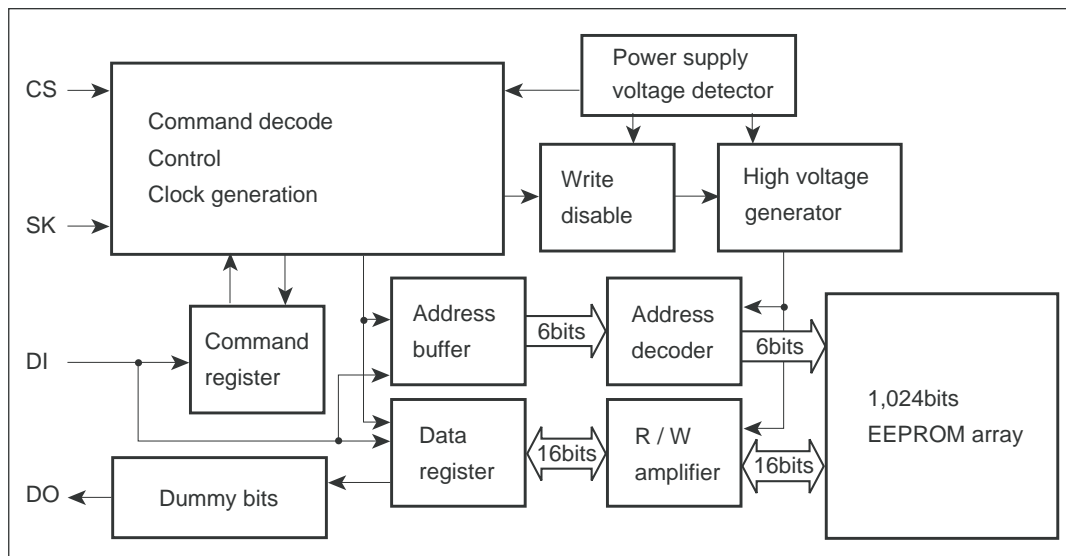 CS
Command decode
Control
Clock generation
Power supply
voltage detector
SK
Write
disable
High voltage
generator
DI
Command
register
Address
buffer
6bits
Address
decoder
6bits
1,024bits
EEPROM array
Data
register
16bits
R / W
amplifier
16bits
DO
Dummy bits